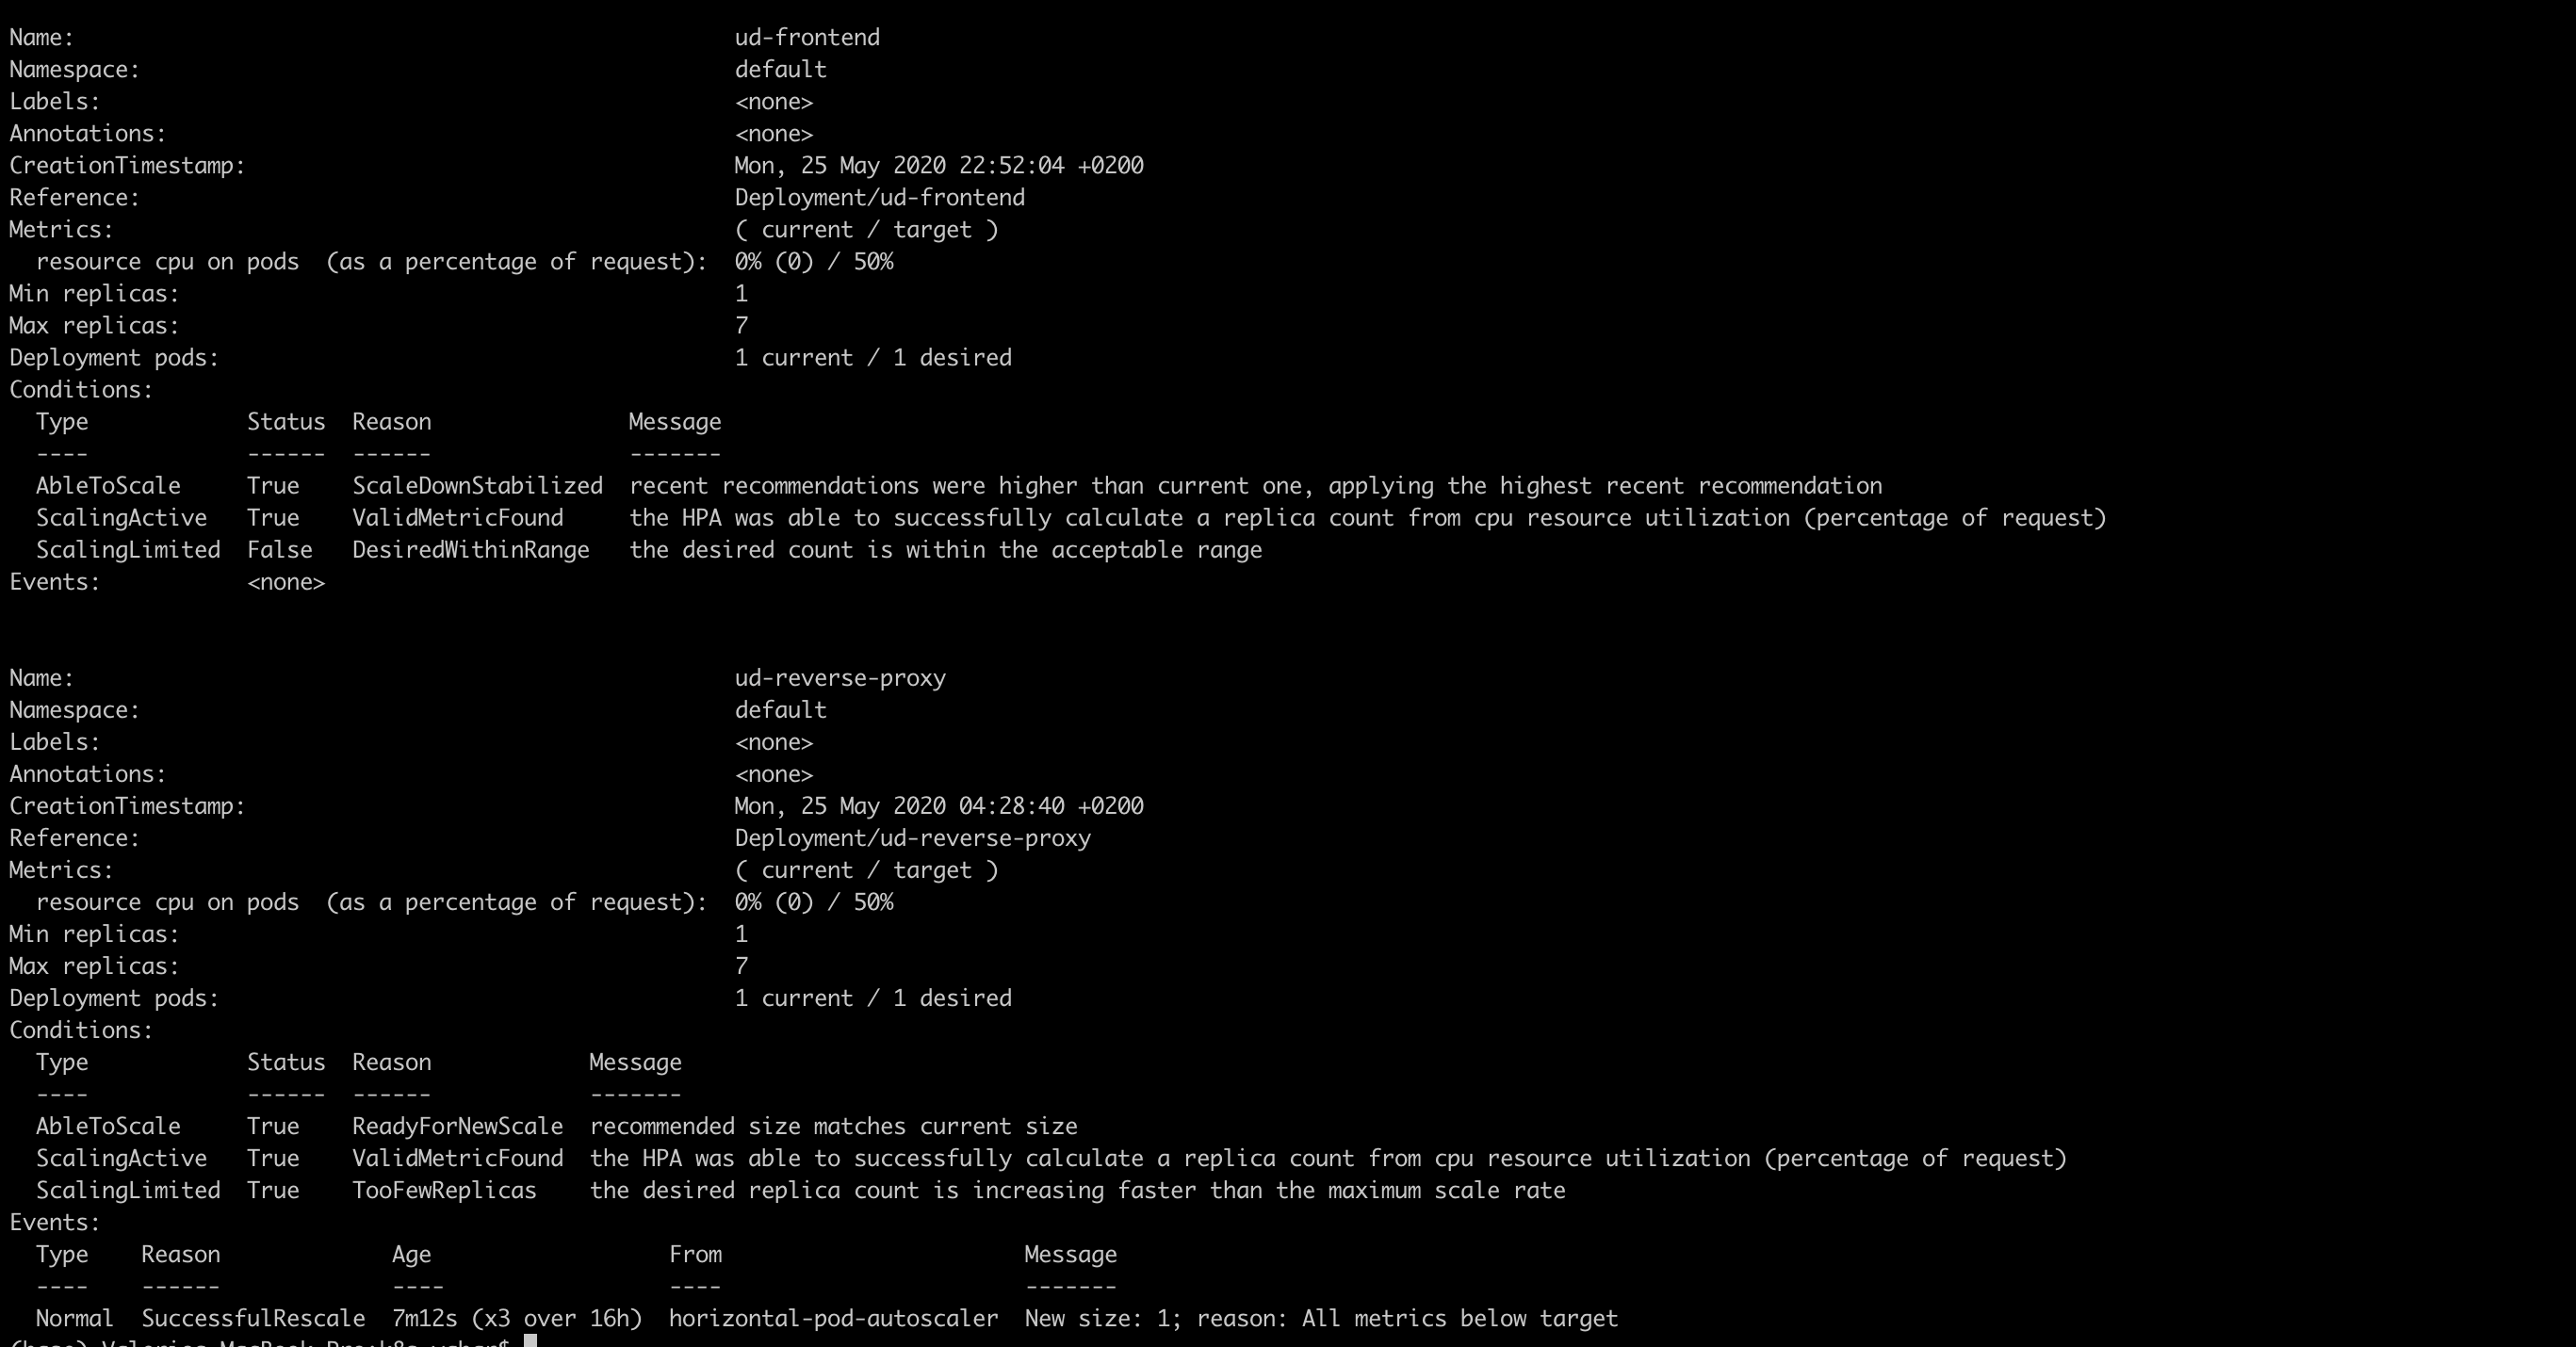 Name: ud-frontend
Namespace: default
Labels: <none>
Annotations: <none>
CreationTimestamp: Mon, 25 May 2020 22:52:04 +0200
Reference: Deployment/ud-frontend
Metrics: ( current / target )
  resource cpu on pods  (as a percentage of request):  0% (0) / 50%
Min replicas: 1
Max replicas: 7
Deployment pods: 1 current / 1 desired
Conditions:
  Type            Status  Reason               Message
  ----            ------  ------               -------
  AbleToScale     True    ScaleDownStabilized  recent recommendations were higher than current one, applying the highest recent recommendation
  ScalingActive   True    ValidMetricFound     the HPA was able to successfully calculate a replica count from cpu resource utilization (percentage of request)
  ScalingLimited  False   DesiredWithinRange   the desired count is within the acceptable range
Events:           <none>
Name: ud-reverse-proxy
Namespace: default
Labels: <none>
Annotations: <none>
CreationTimestamp: Mon, 25 May 2020 04:28:40 +0200
Reference: Deployment/ud-reverse-proxy
Metrics: ( current / target )
  resource cpu on pods  (as a percentage of request):  0% (0) / 50%
Min replicas: 1
Max replicas: 7
Deployment pods: 1 current / 1 desired
Conditions:
  Type            Status  Reason            Message
  ----            ------  ------            -------
  AbleToScale     True    ReadyForNewScale  recommended size matches current size
  ScalingActive   True    ValidMetricFound  the HPA was able to successfully calculate a replica count from cpu resource utilization (percentage of request)
  ScalingLimited  True    TooFewReplicas    the desired replica count is increasing faster than the maximum scale rate
Events:
  Type    Reason             Age                  From                       Message
  ----    ------             ----                 ----                       -------
  Normal  SuccessfulRescale  7m12s (x3 over 16h)  horizontal-pod-autoscaler  New size: 1; reason: All metrics below target